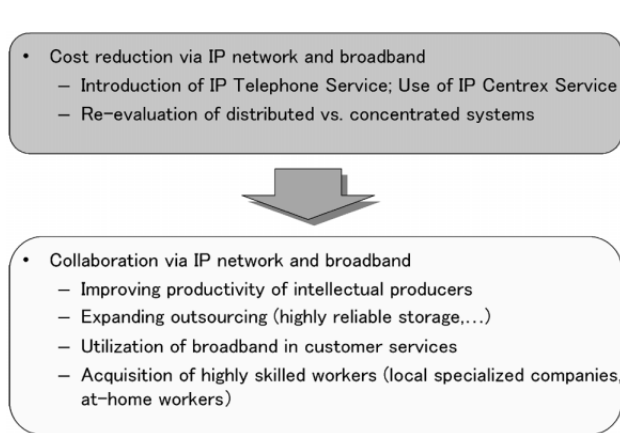 • Cost reduction via IP network and broadband
– Introduction of IP Telephone Service; Use of IP Centrex Service
– Re-evaluation of distributed vs. concentrated systems
• Collaboration via IP network and broadband
– Improving productivity of intellectual producers
– Expanding outsourcing (highly reliable storage,...)
– Utilization of broadband in customer services
– Acquisition of highly skilled workers (local specialized companies,
at-home workers)